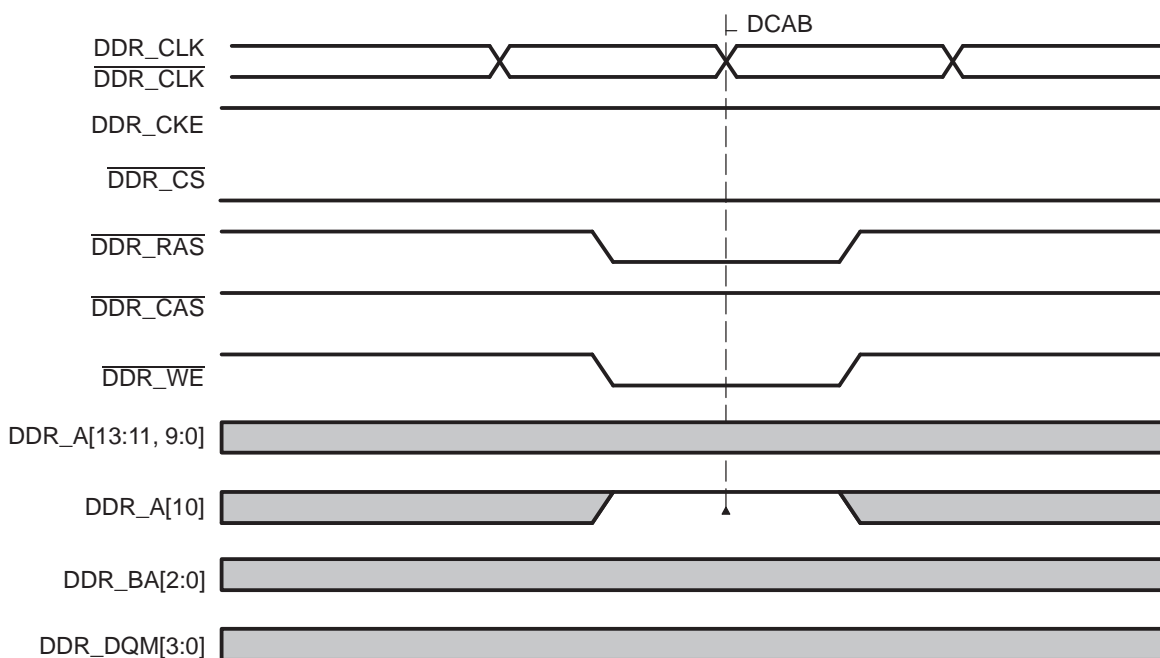 DCAB
DDR_CLK
DDR_CLK
DDR_CKE
DDR_CS
DDR_RAS
DDR_CAS
DDR_WE
DDR_A[13:11, 9:0]
DDR_A[10]
DDR_BA[2:0]
DDR_DQM[3:0]